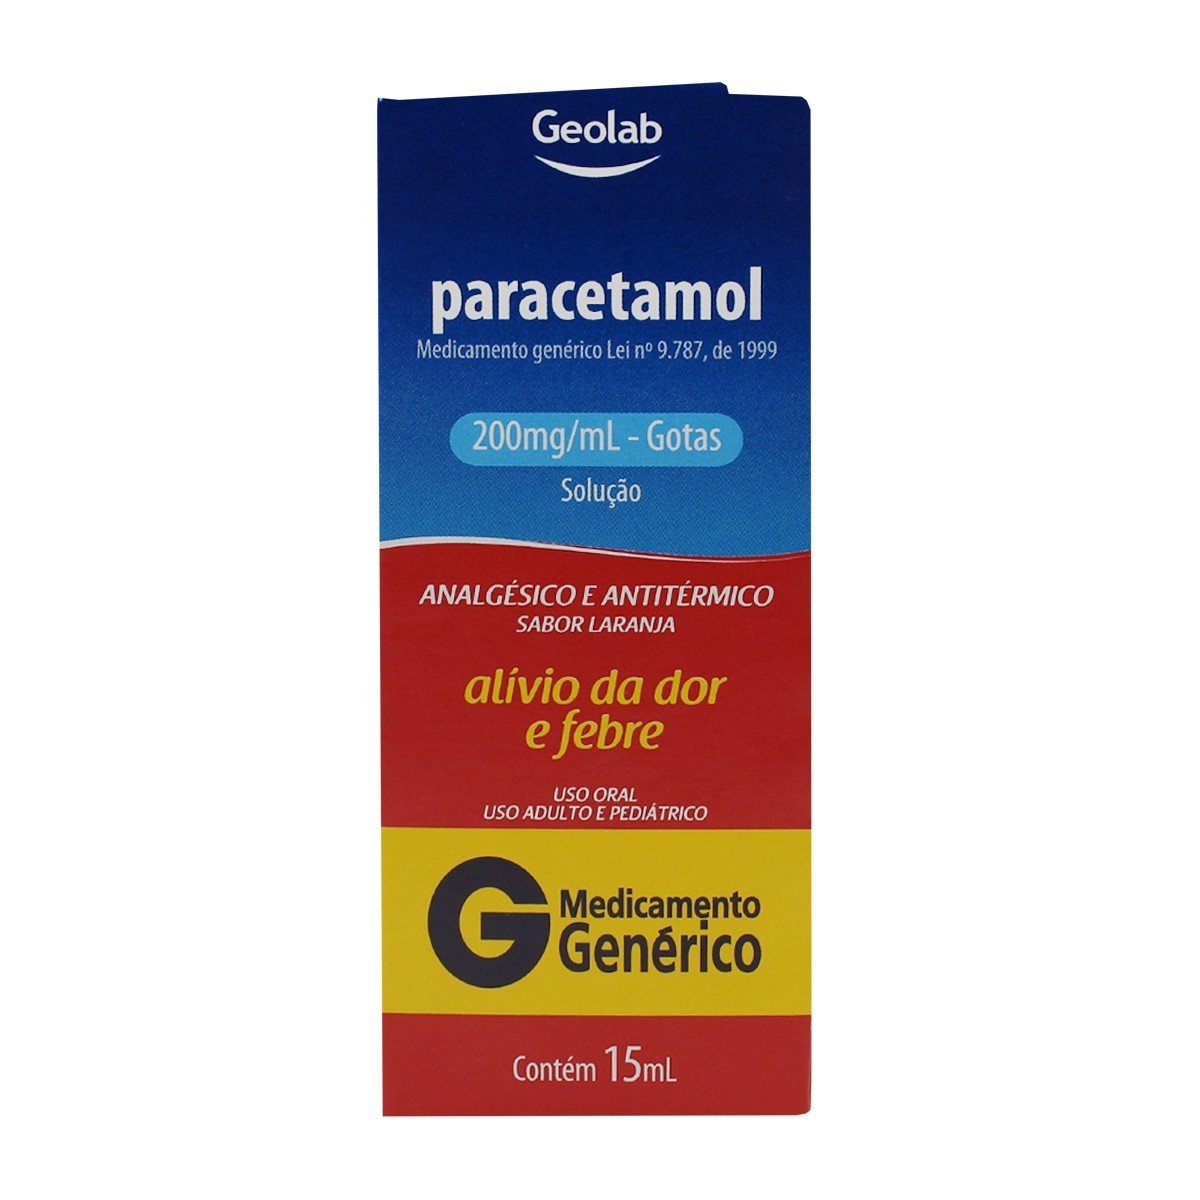 Geolab
paracetamol
Medicamento genérico Lei nº 9.787, de 1999
200mg/mL - Gotas
Solução
ANALGÉSICO E ANTITÉRMICO
SABOR LARANJA
alívio da dor
e febre
USO ORAL
USO ADULTO E PEDIÁTRICO
G
Medicamento
Genérico
Contém 15mL